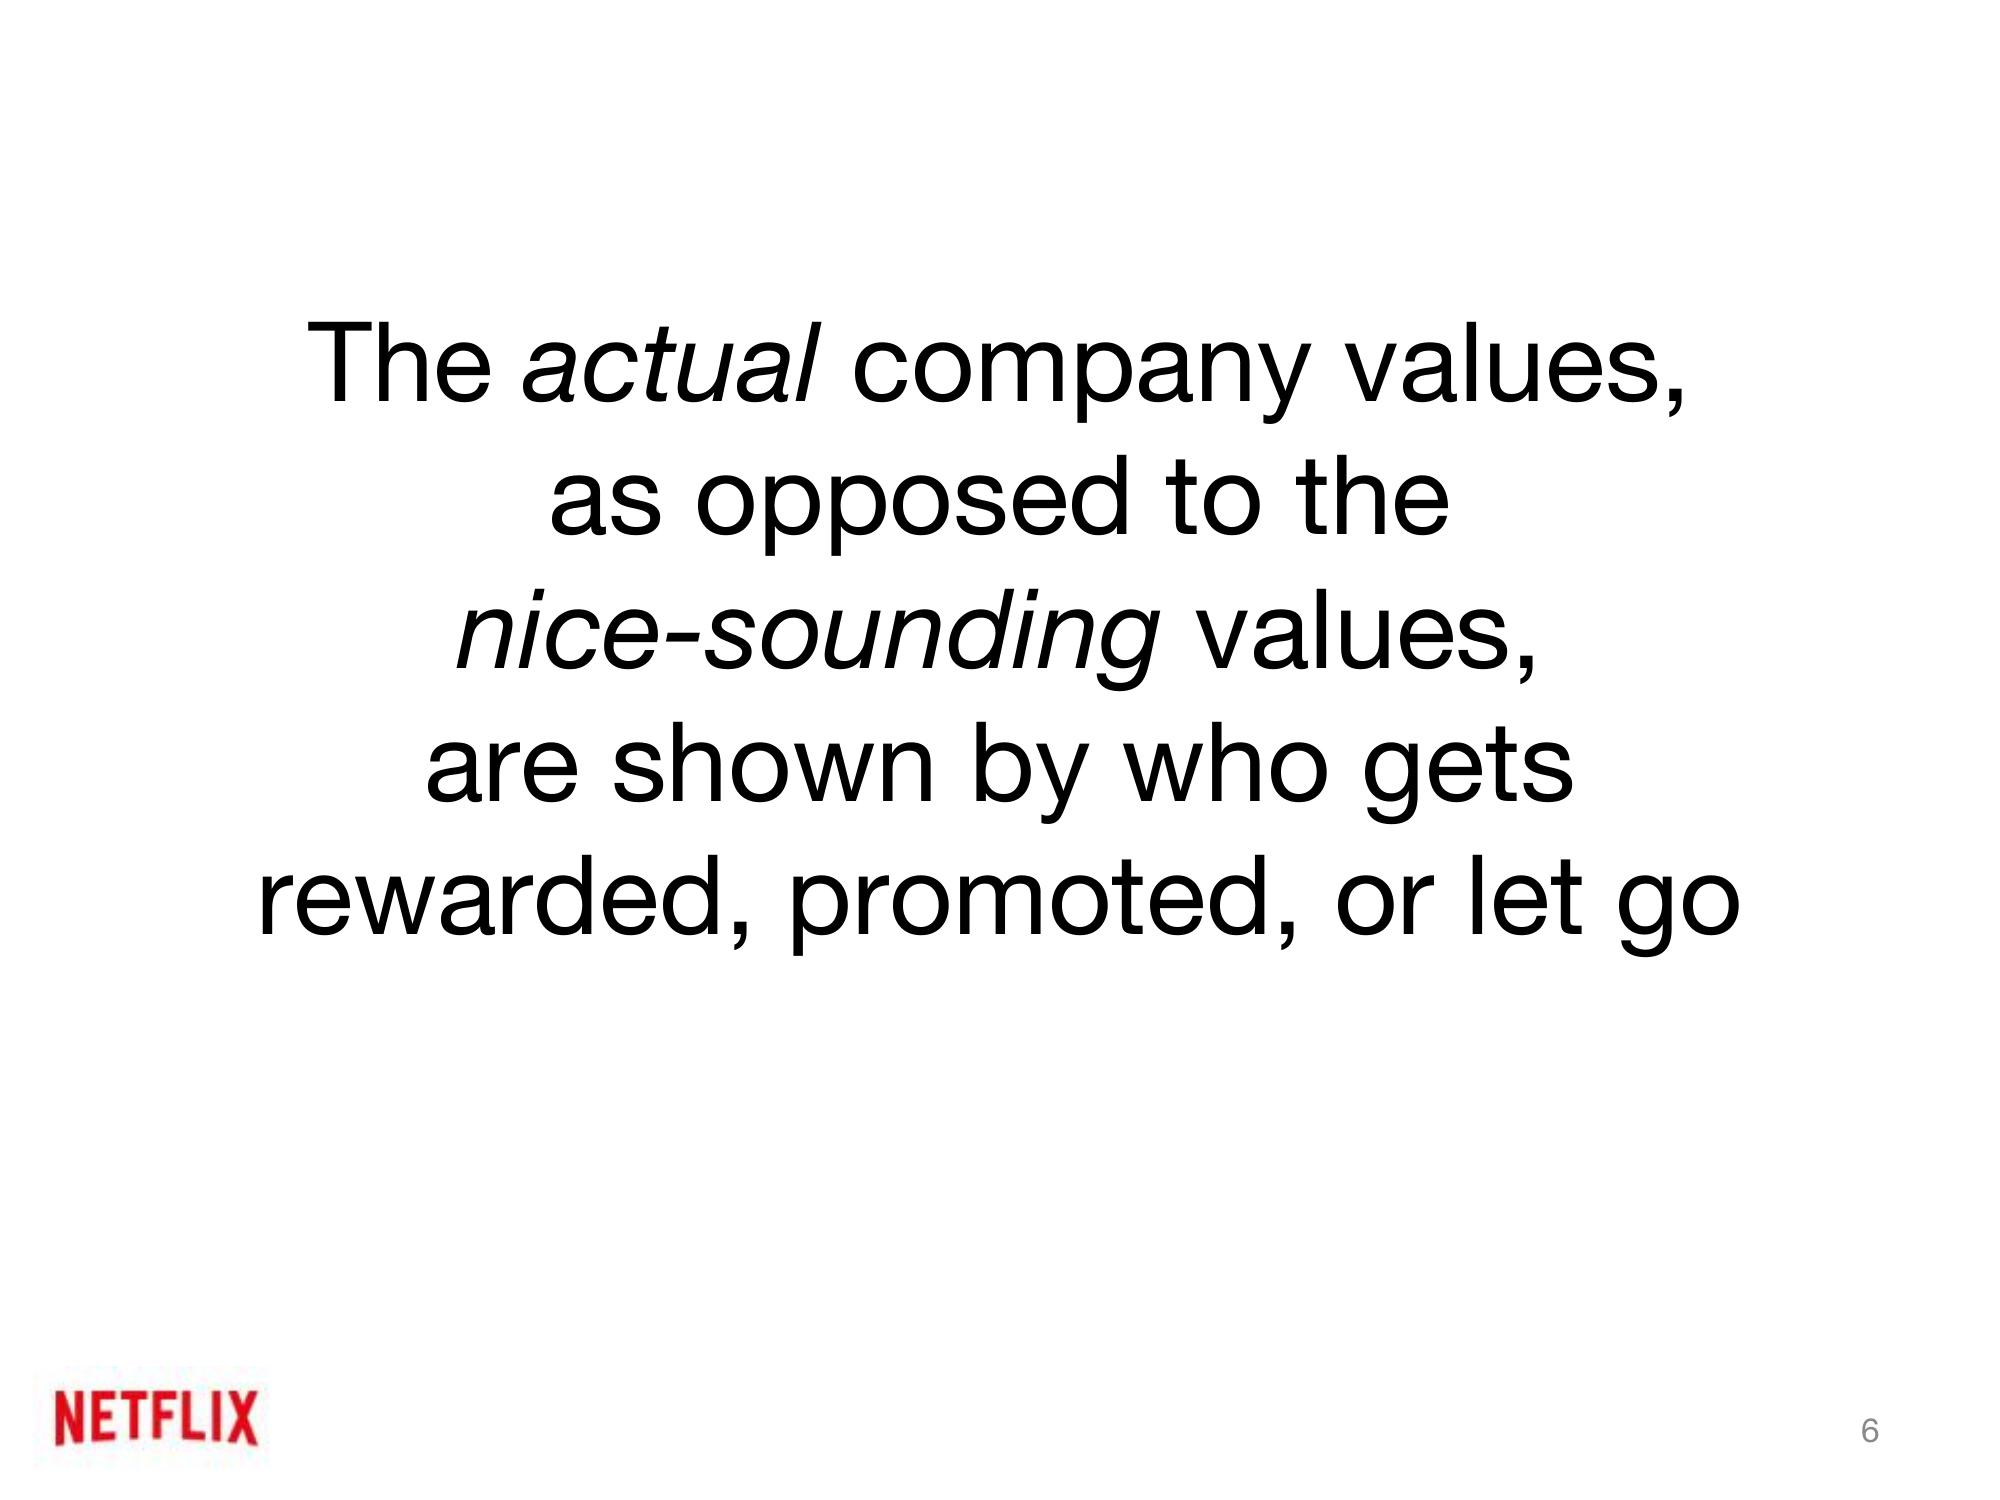 The actual company values,
as opposed to the
nice-sounding values,
are shown by who gets
rewarded, promoted, or let go
NETFLIX
6